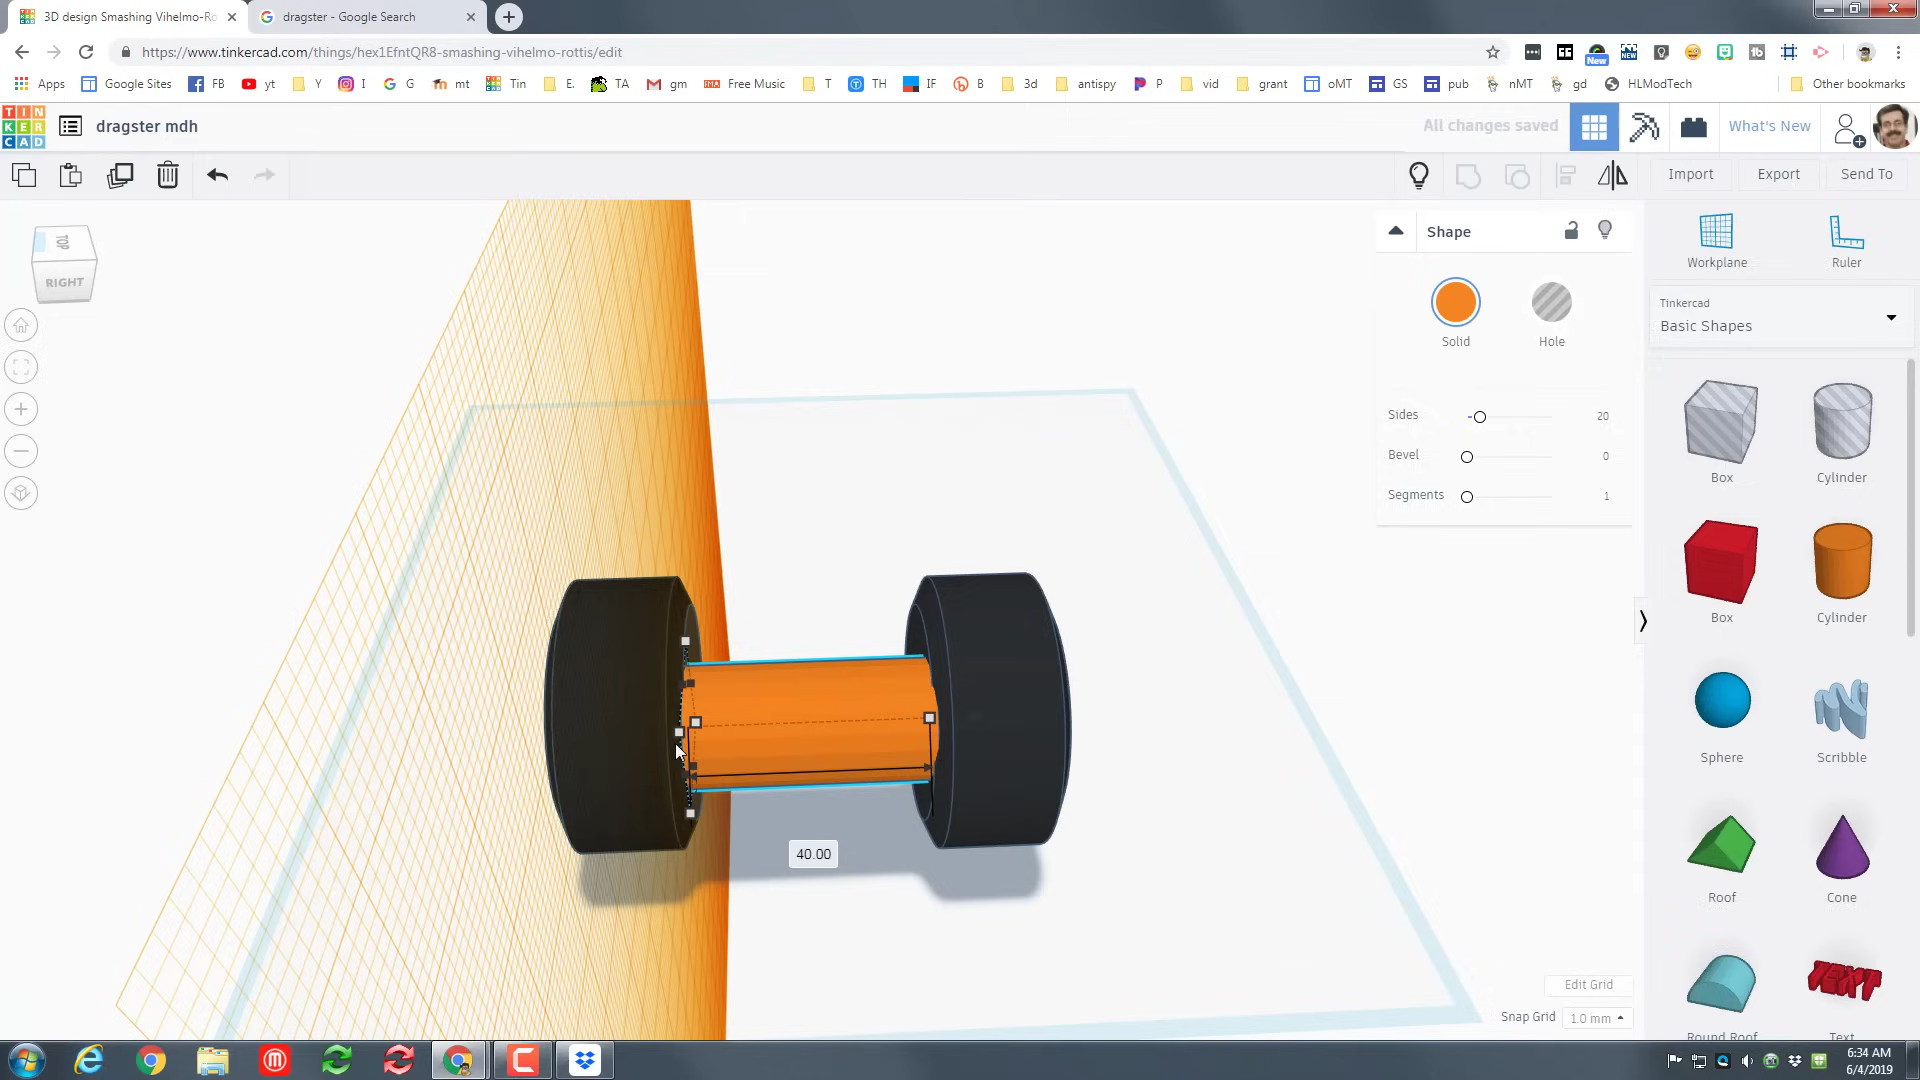 3D design Smashing Vihelmo-Ro
dragster - Google Search
https://www.tinkercad.com/things/hex1EfntQR8-smashing-vihelmo-rottis/edit
New
NEW
Apps
Google Sites
FB
yt
Y
I
G
mt
Tin
E.
TA
gm
Free Music
T
TH
IF
B
3d
antispy
P
vid
grant
oMT
GS
pub
nMT
gd
HLModTech
Other bookmarks
TINKERCAD
dragster mdh
All changes saved
What's New
Import
Export
Send To
TOP
RIGHT
Shape
Solid
Hole
Sides
20
Bevel
0
Segments
1
Workplane
Ruler
Tinkercad
Basic Shapes
Box
Cylinder
Box
Cylinder
Sphere
Scribble
Roof
Cone
Round Roof
TEXT
Text
40.00
Edit Grid
Snap Grid
1.0 mm
6:34 AM
6/4/2019